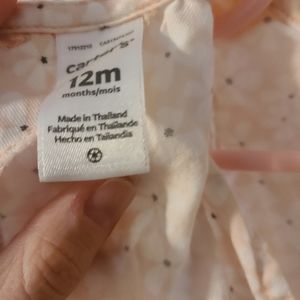 carter's
12m
months/mois
Made in Thailand
Fabriqué en Thaïlande
Hecho en Tailandia